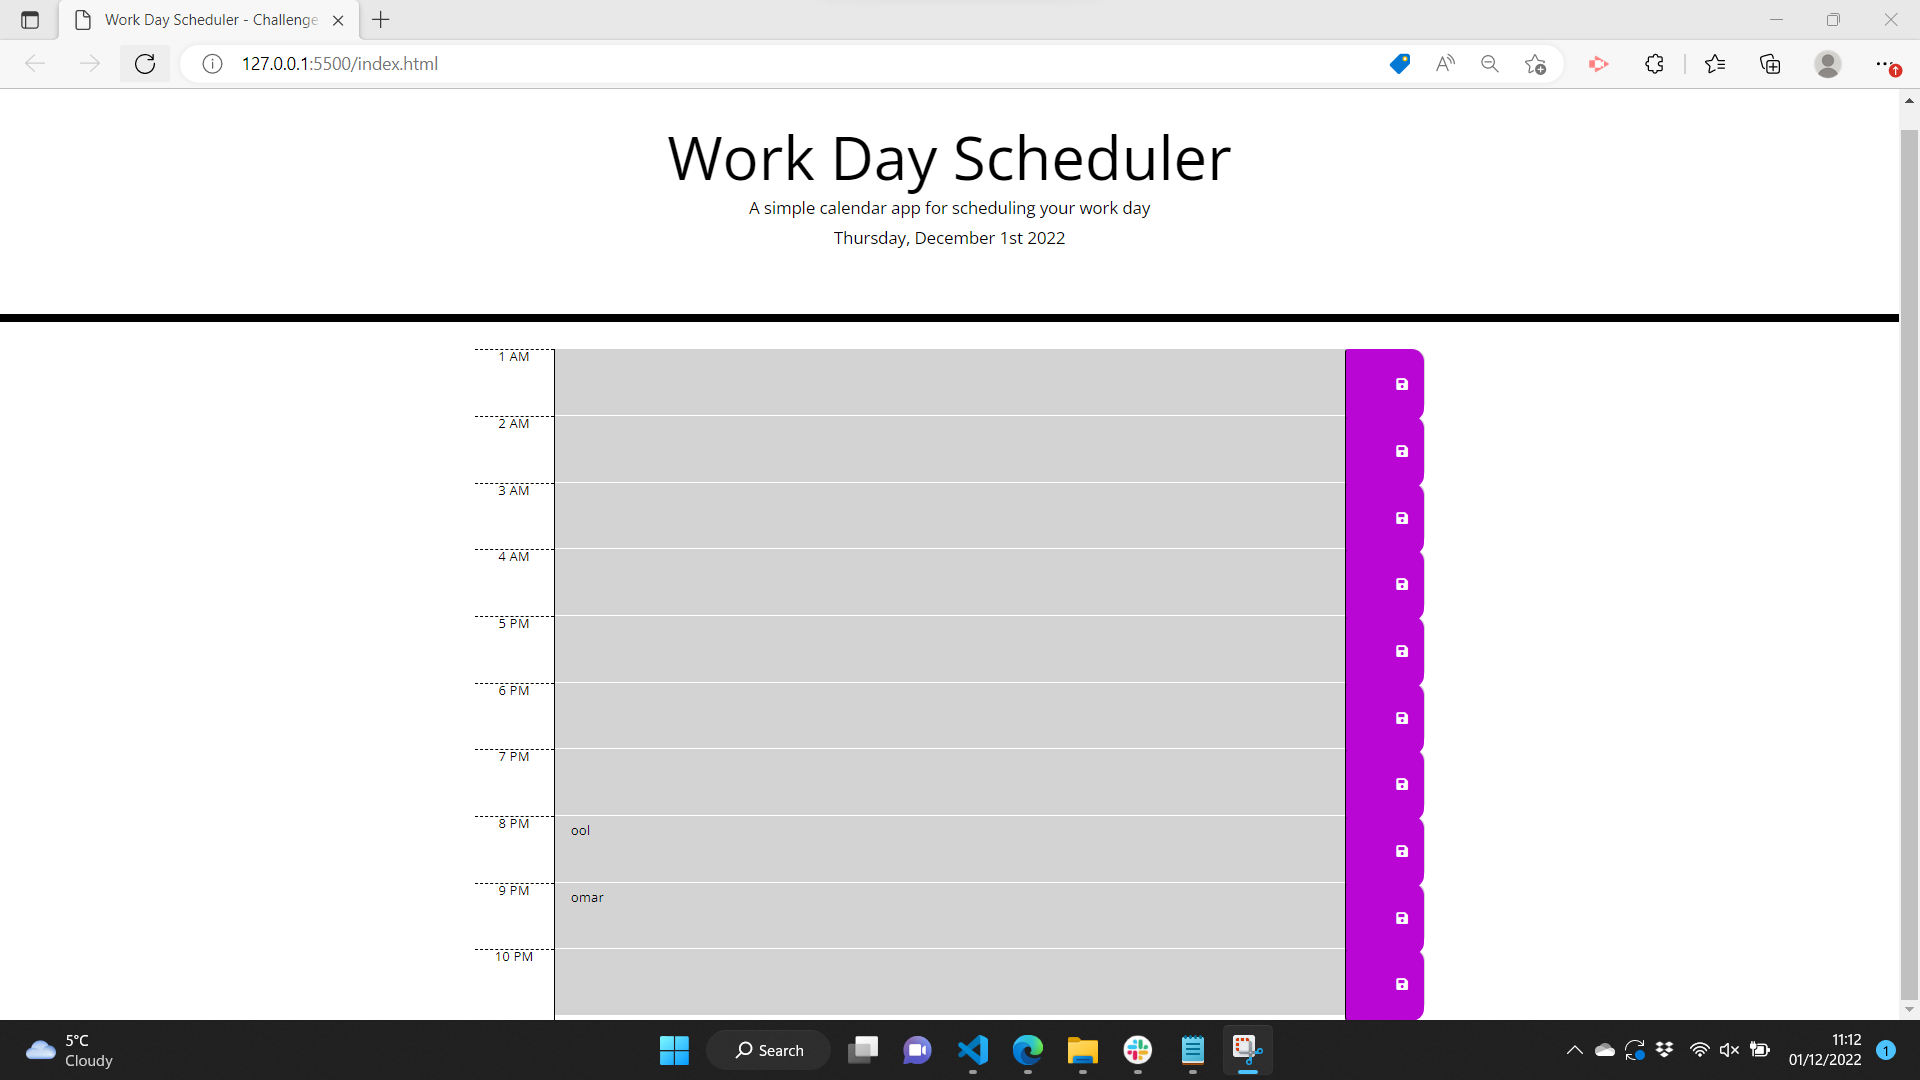 Work Day Scheduler - Challenge
127.0.0.1:5500/index.html
Work Day Scheduler
A simple calendar app for scheduling your work day
Thursday, December 1st 2022
1 AM
2 AM
3 AM
4 AM
5 PM
6 PM
7 PM
8 PM ool
9 PM omar
10 PM
5°C
Cloudy
Search
11:12
01/12/2022
1